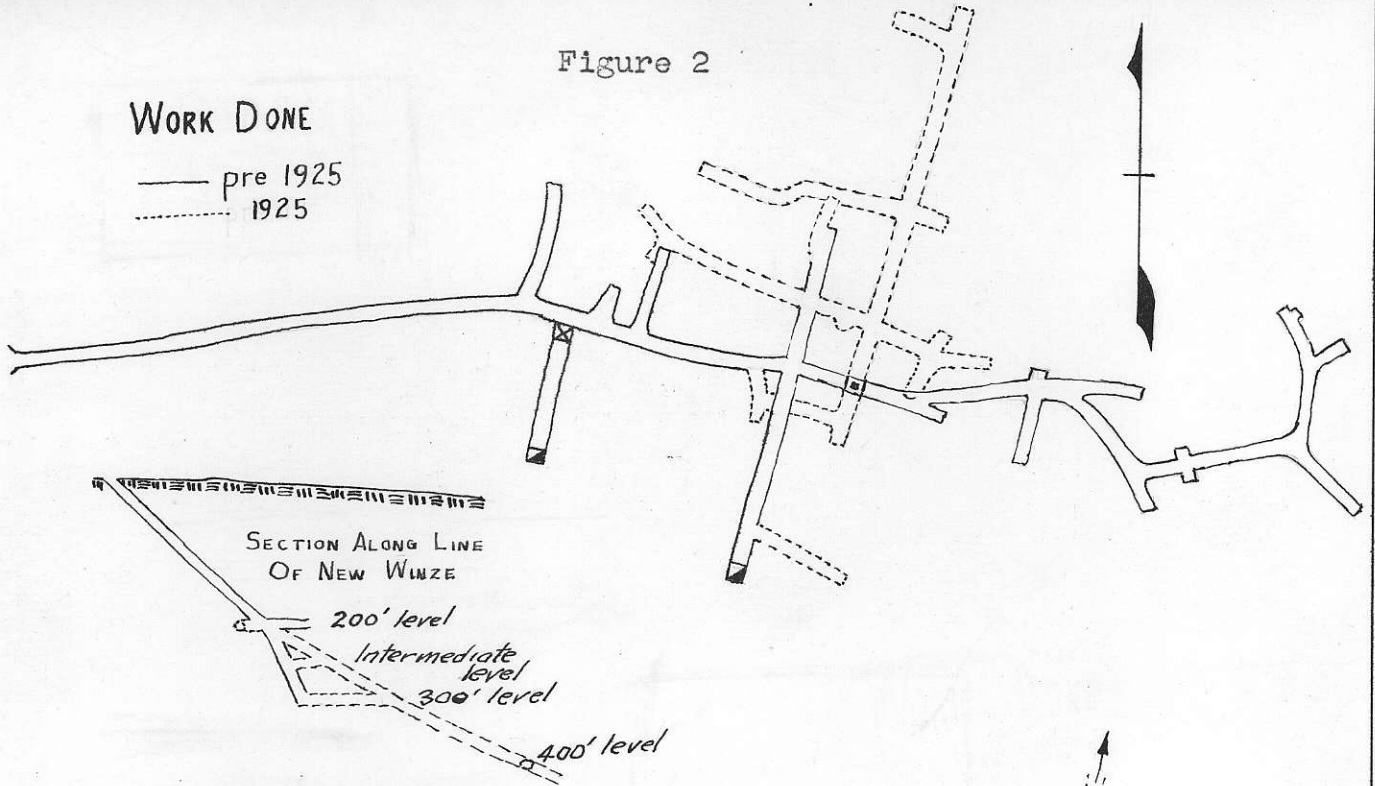 Figure 2
WORK DONE
pre 1925
1925
SECTION ALONG LINE
OF NEW WINZE
200' level
Intermediate
level
300' level
400' level